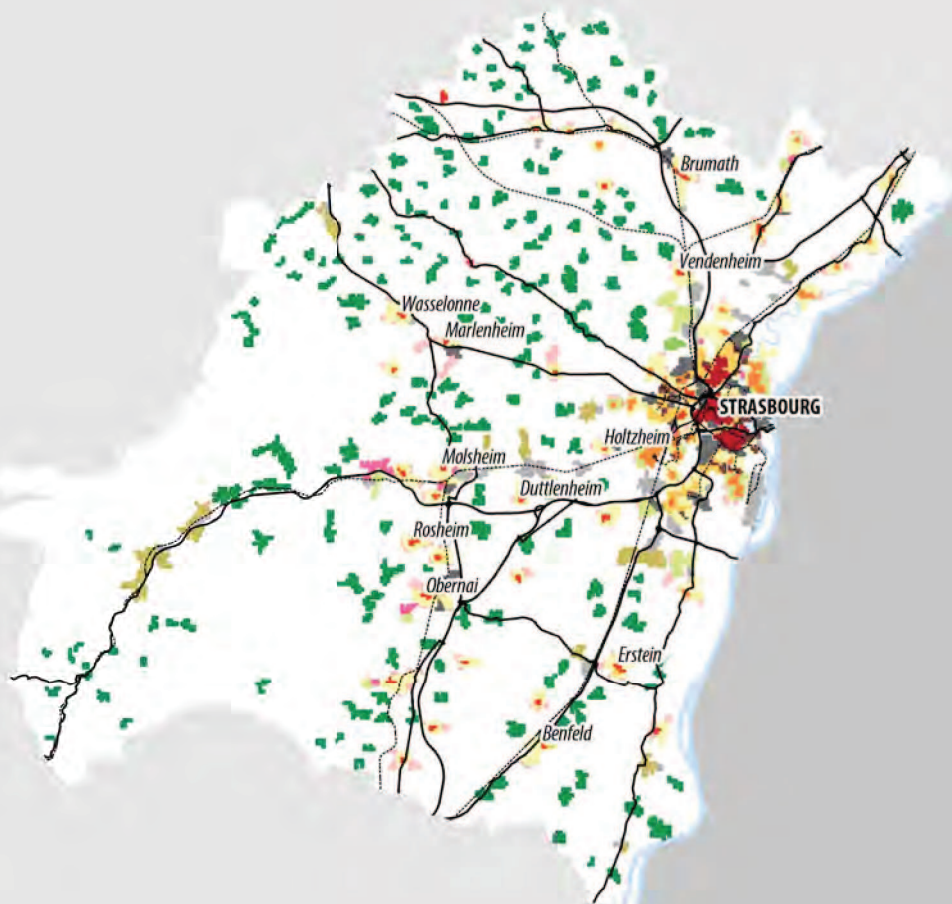 Brumath
Vendenheim
Wasselonne
Marlenheim
STRASBOURG
Holtzheim
Molsheim
Duttlenheim
Rosheim
Obernai
Erstein
Benfeld